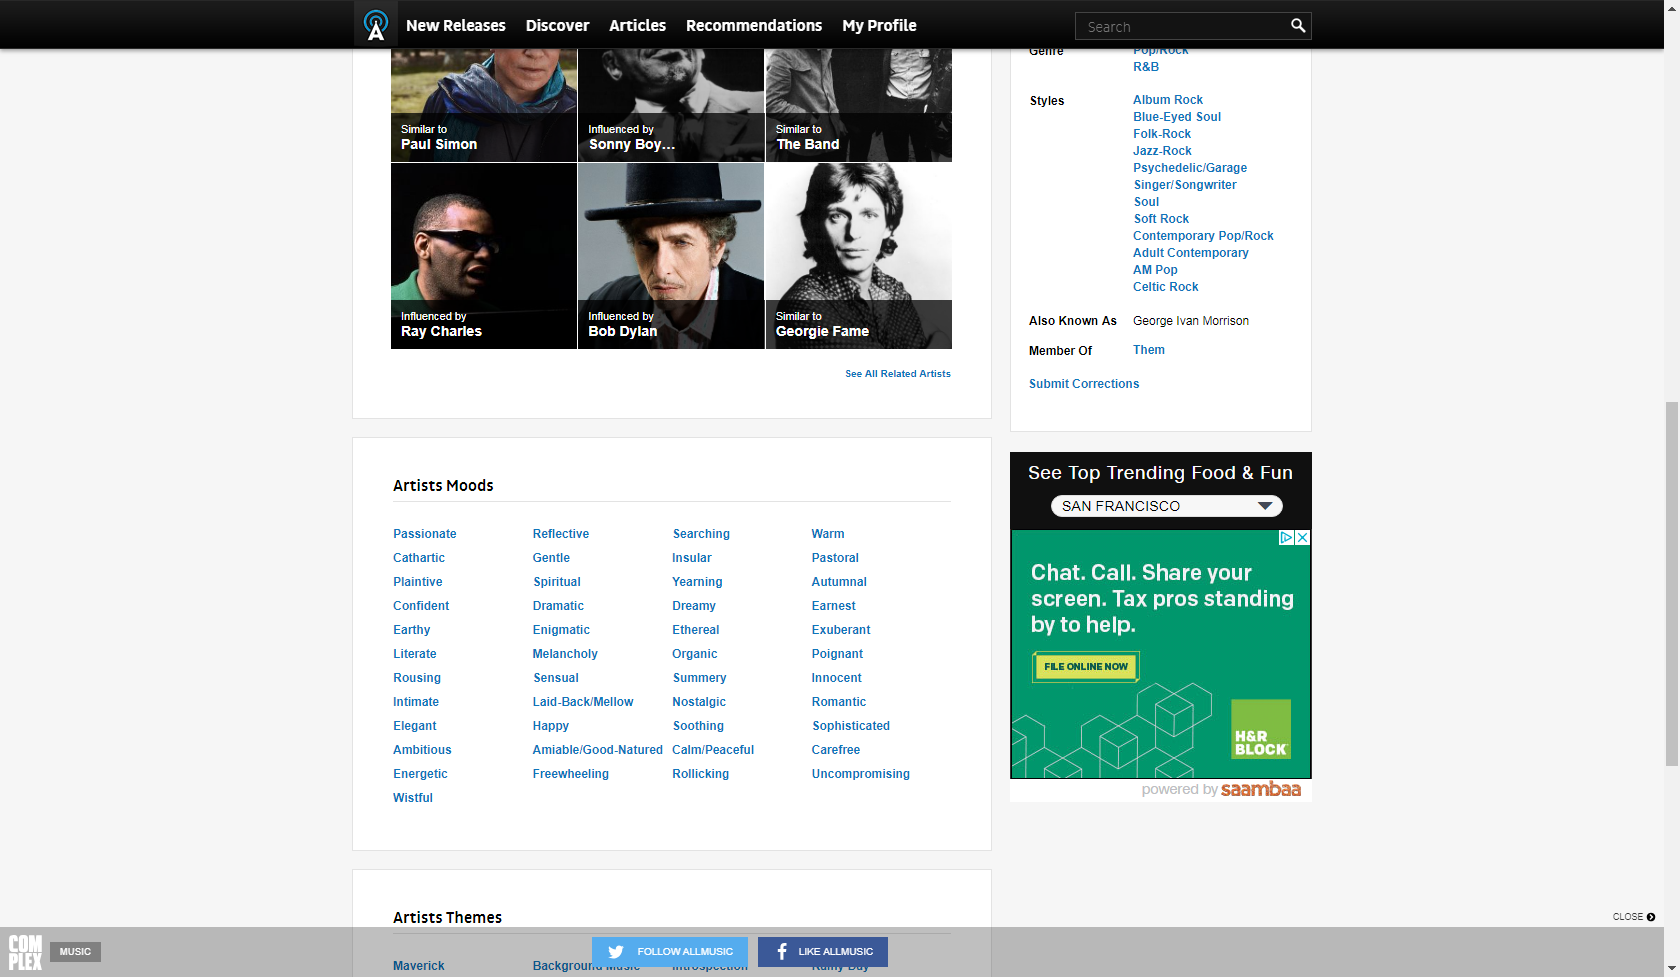 New Releases Discover Articles Recommendations My Profile Search
Similar to
Paul Simon
Influenced by
Sonny Boy...
Similar to
The Band
Influenced by
Ray Charles
Influenced by
Bob Dylan
Similar to
Georgie Fame
See All Related Artists
Genre Pop/Rock
R&B
Styles Album Rock
Blue-Eyed Soul
Folk-Rock
Jazz-Rock
Psychedelic/Garage
Singer/Songwriter
Soul
Soft Rock
Contemporary Pop/Rock
Adult Contemporary
AM Pop
Celtic Rock
Also Known As George Ivan Morrison
Member Of Them
Submit Corrections
Artists Moods
Passionate Reflective Searching Warm
Cathartic Gentle Insular Pastoral
Plaintive Spiritual Yearning Autumnal
Confident Dramatic Dreamy Earnest
Earthy Enigmatic Ethereal Exuberant
Literate Melancholy Organic Poignant
Rousing Sensual Summery Innocent
Intimate Laid-Back/Mellow Nostalgic Romantic
Elegant Happy Soothing Sophisticated
Ambitious Amiable/Good-Natured Calm/Peaceful Carefree
Energetic Freewheeling Rollicking Uncompromising
Wistful
See Top Trending Food & Fun
SAN FRANCISCO
Chat. Call. Share your
screen. Tax pros standing
by to help.
FILE ONLINE NOW
H&R
BLOCK
powered by saambaa
Artists Themes
CLOSE
COM
PLEX
MUSIC
FOLLOW ALLMUSIC
LIKE ALLMUSIC
Maverick Background Music Introspection Rainy Day